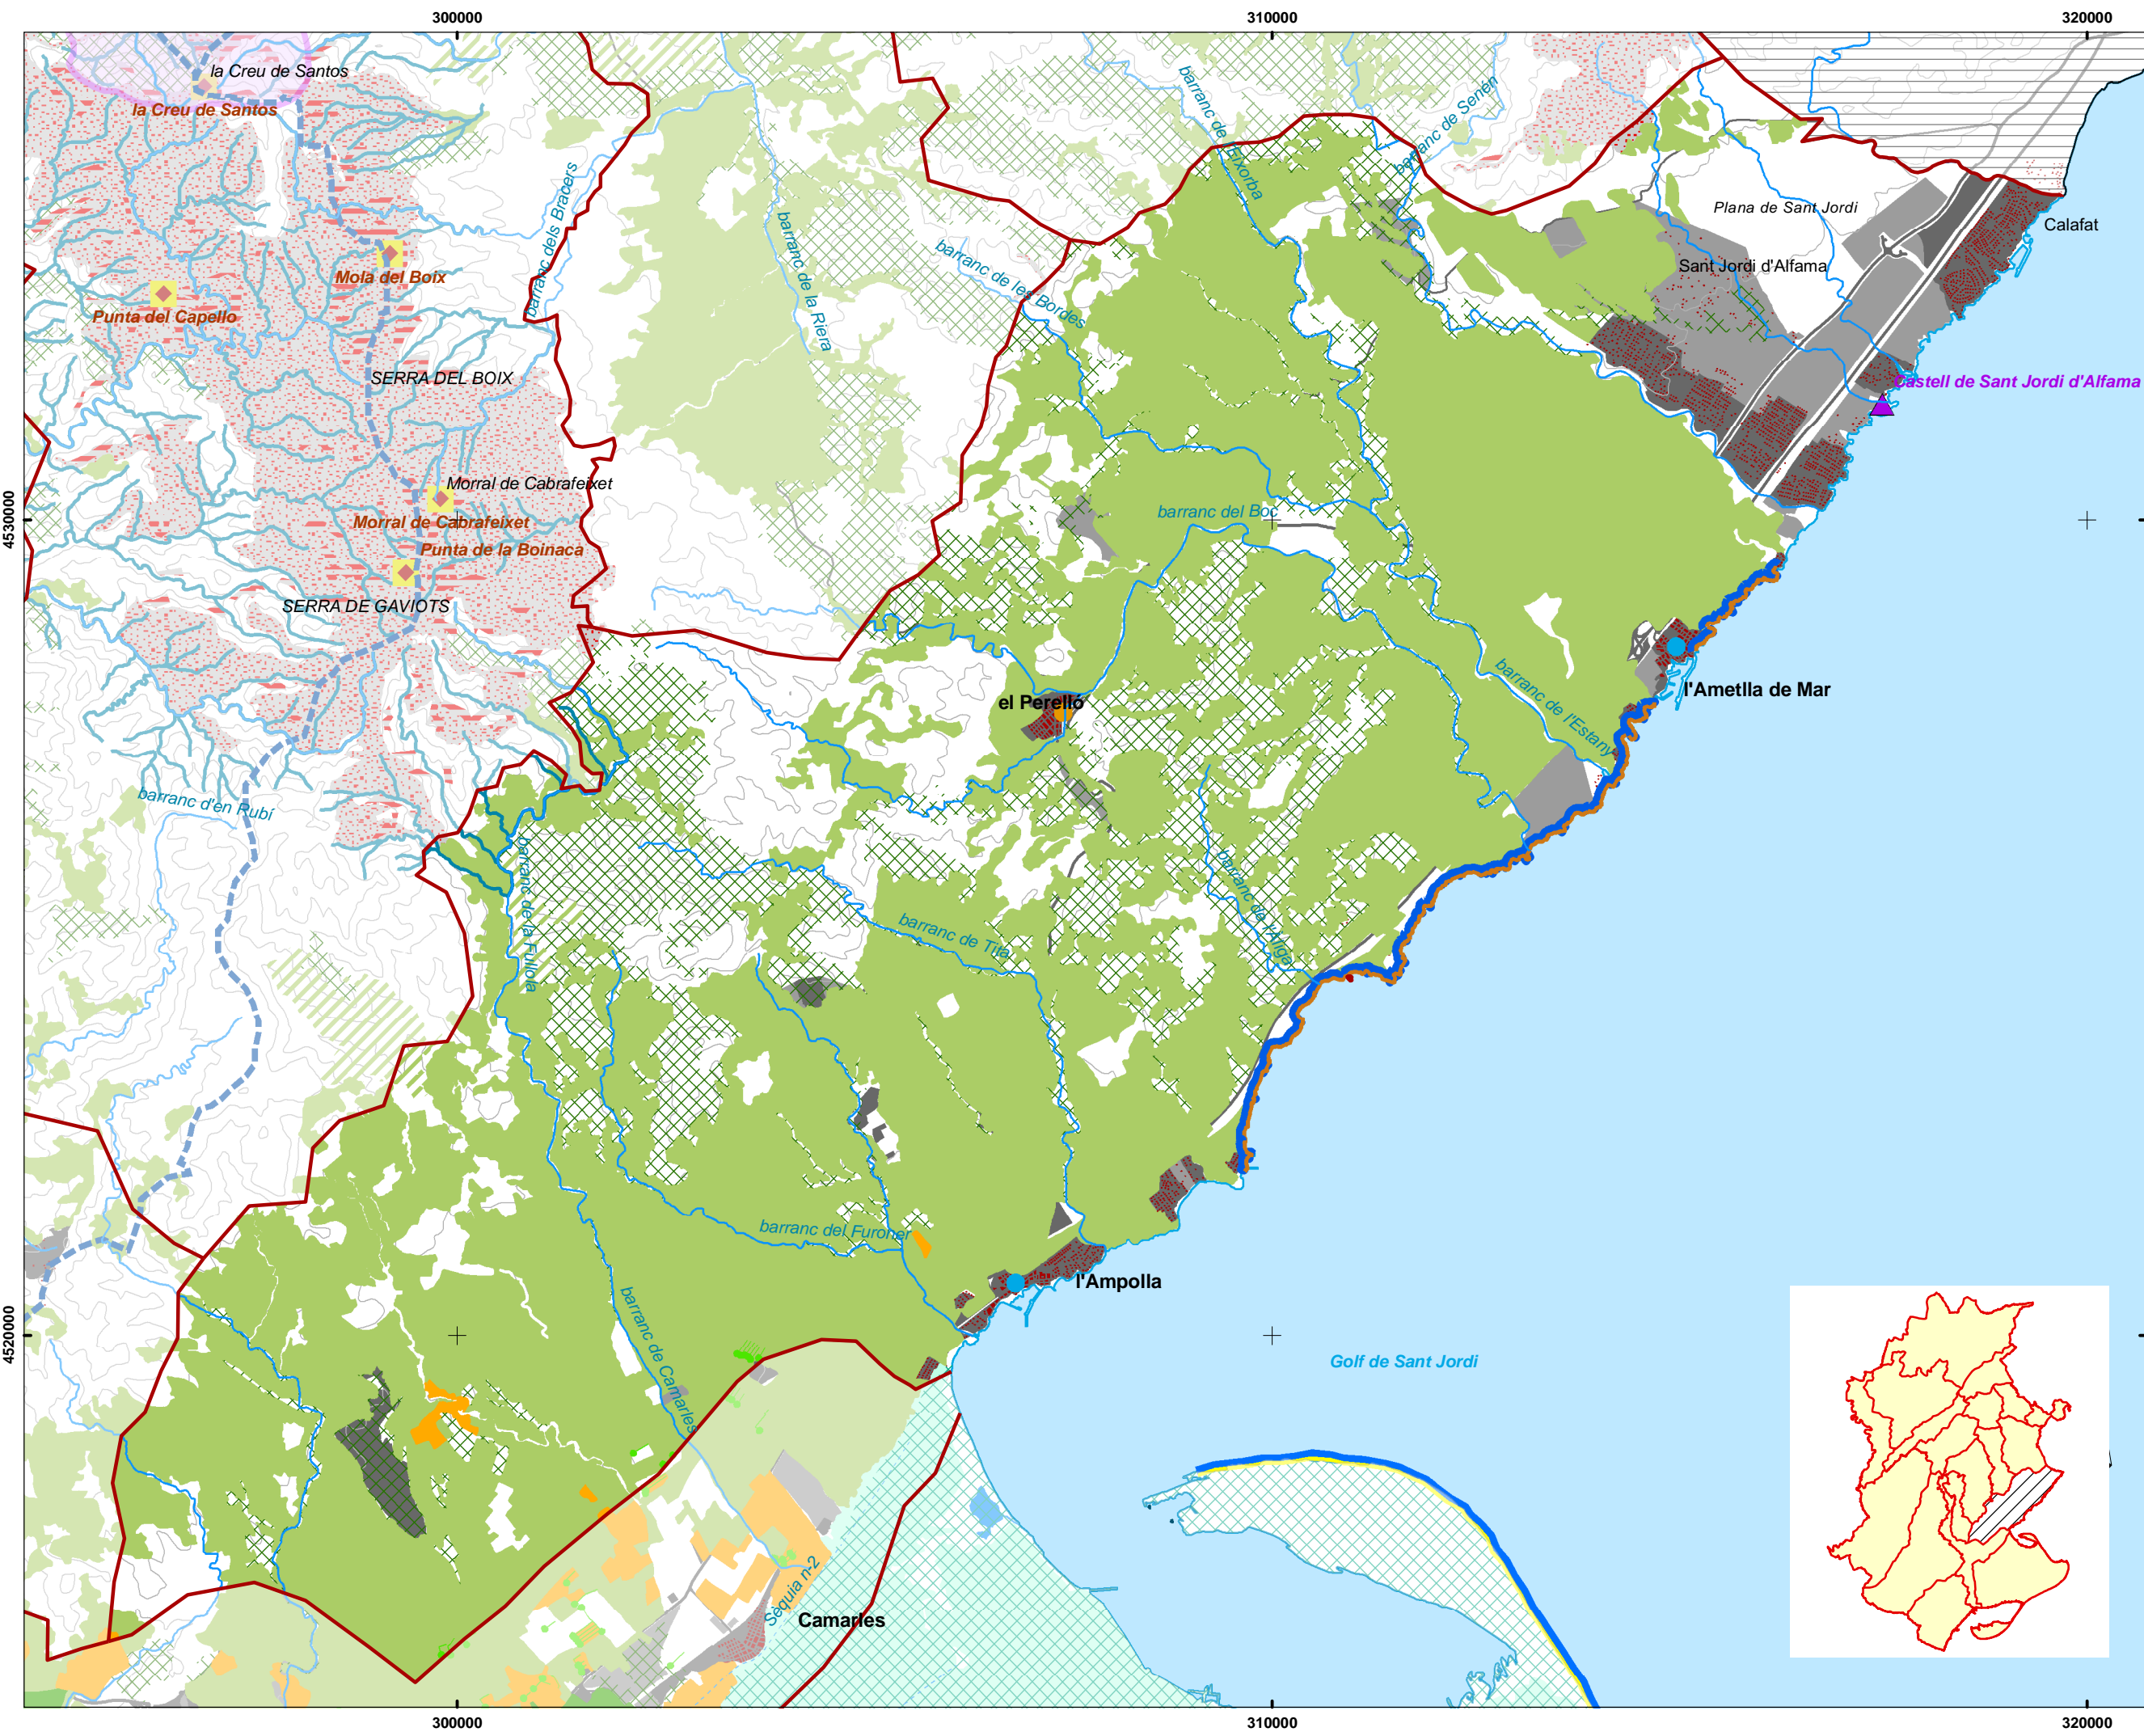 300000
310000
320000
la Creu de Santos
la Creu de Santos
barranc de l'Eixorba
barranc de Senén
barranc dels Bracers
barranc de la Riera
barranc de les Bordes
Plana de Sant Jordi
Calafat
Sant Jordi d'Alfama
Mola del Boix
Punta del Capello
SERRA DEL BOIX
Castell de Sant Jordi d'Alfama
Morral de Cabrafeixet
Morral de Cabrafeixet
Punta de la Boinaca
barranc del Boc
4530000
SERRA DE GAVIOTS
el Perelló
barranc de l'Estany
l'Ametlla de Mar
barranc d'en Rubí
barranc de la Fullola
barranc de l'Àliga
barranc de Tita
barranc del Furoner
l'Ampolla
barranc de Camarles
4520000
Golf de Sant Jordi
Sèquia n-2
Camarles
300000
310000
320000